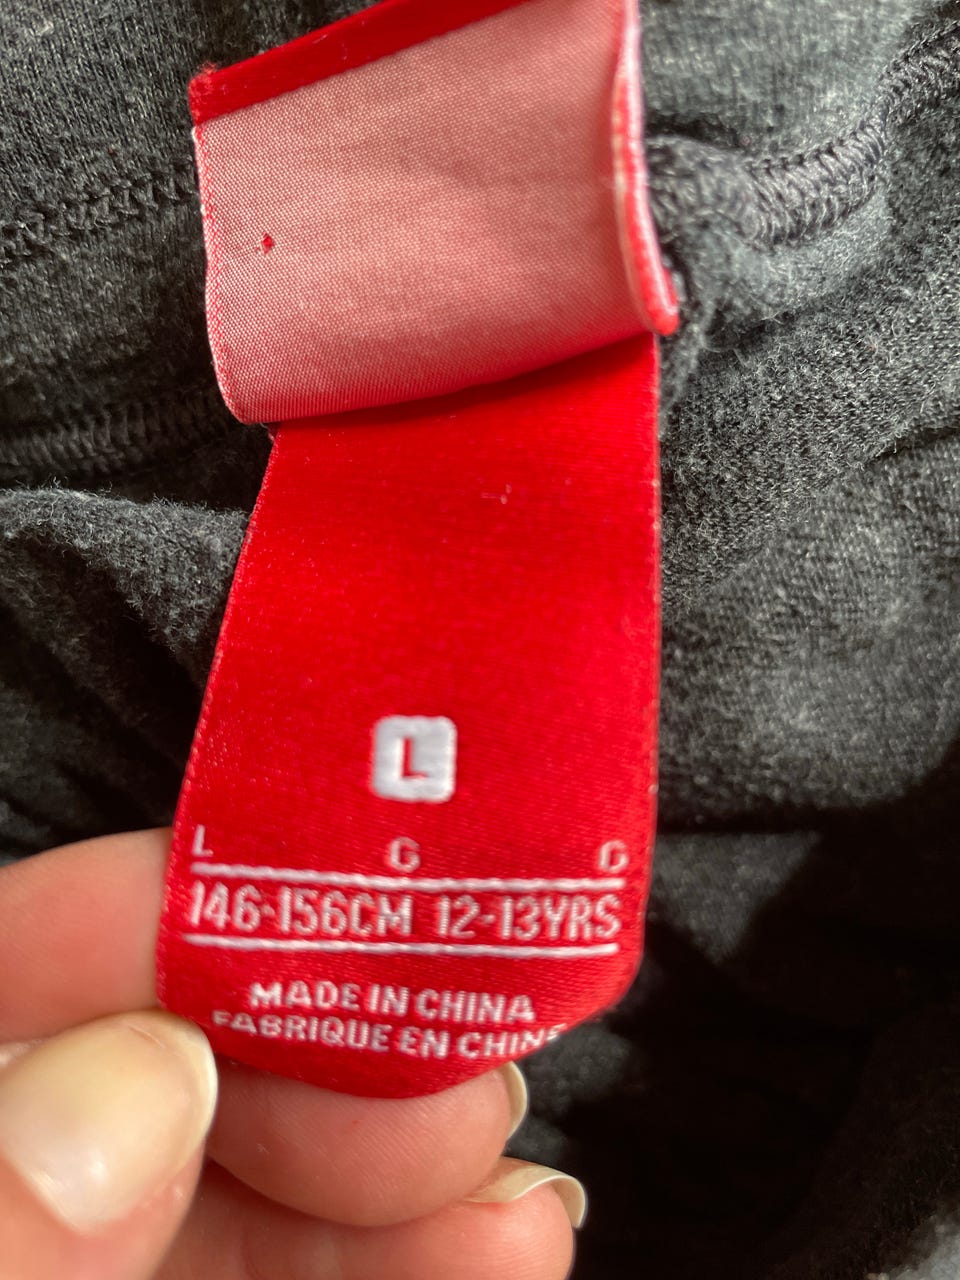 L
L G G
146-156CM 12-13YRS
MADE IN CHINA
FABRIQUE EN CHINE